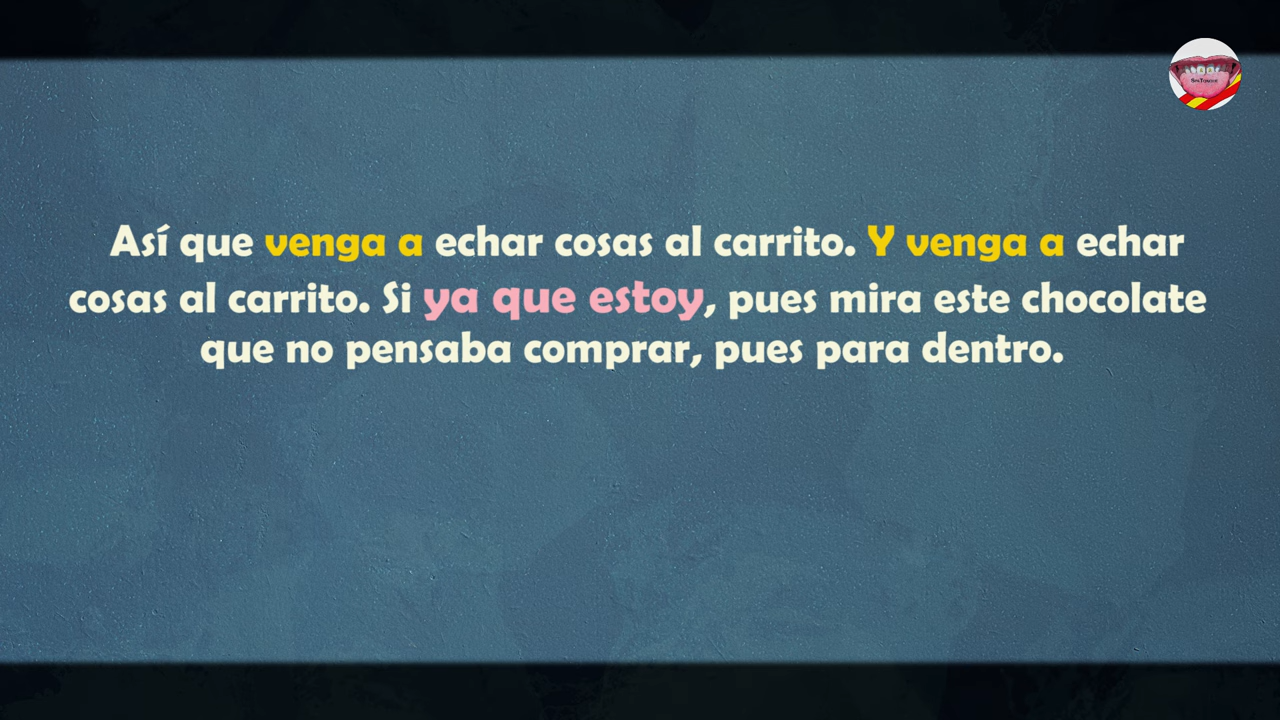 Así que venga a echar cosas al carrito. Y venga a echar
cosas al carrito. Si ya que estoy, pues mira este chocolate
que no pensaba comprar, pues para dentro.